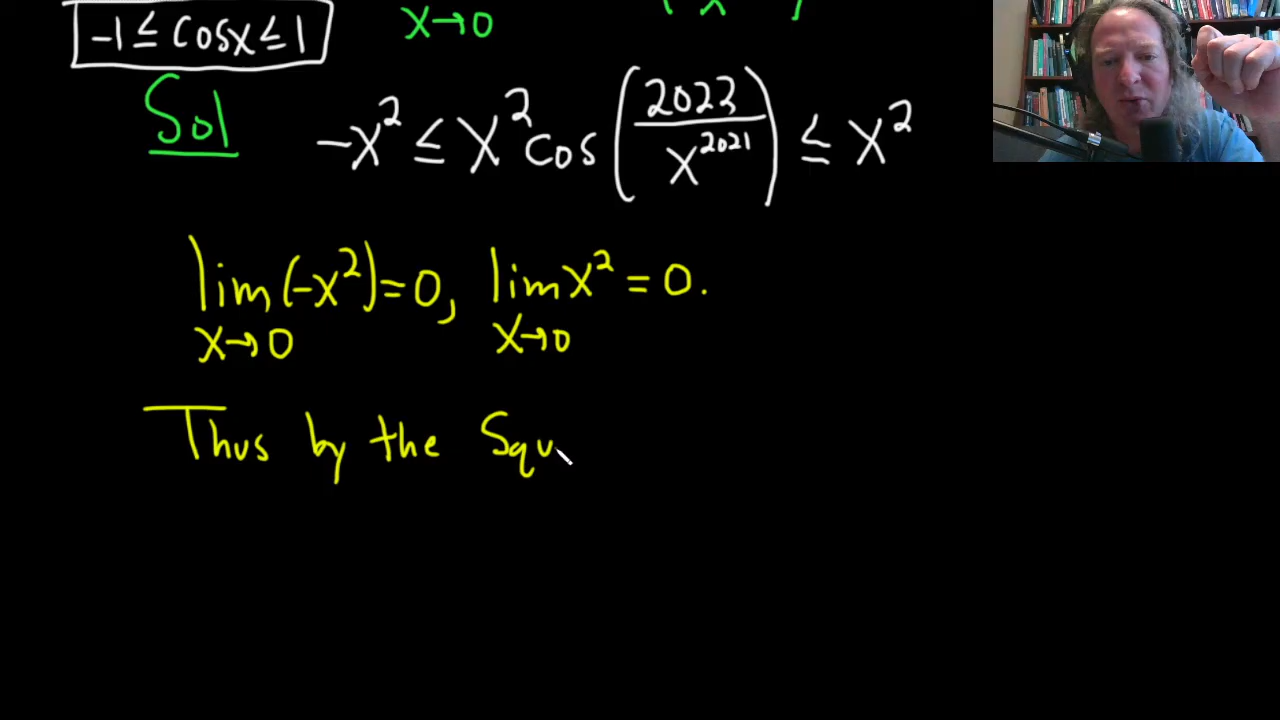 -1 ≤ cosx ≤ 1
x→0
Sol
-x² ≤ x² cos(2023/x²⁰²¹) ≤ x²
lim (-x²) = 0, lim x² = 0.
x→0 x→0
Thus by the Squ